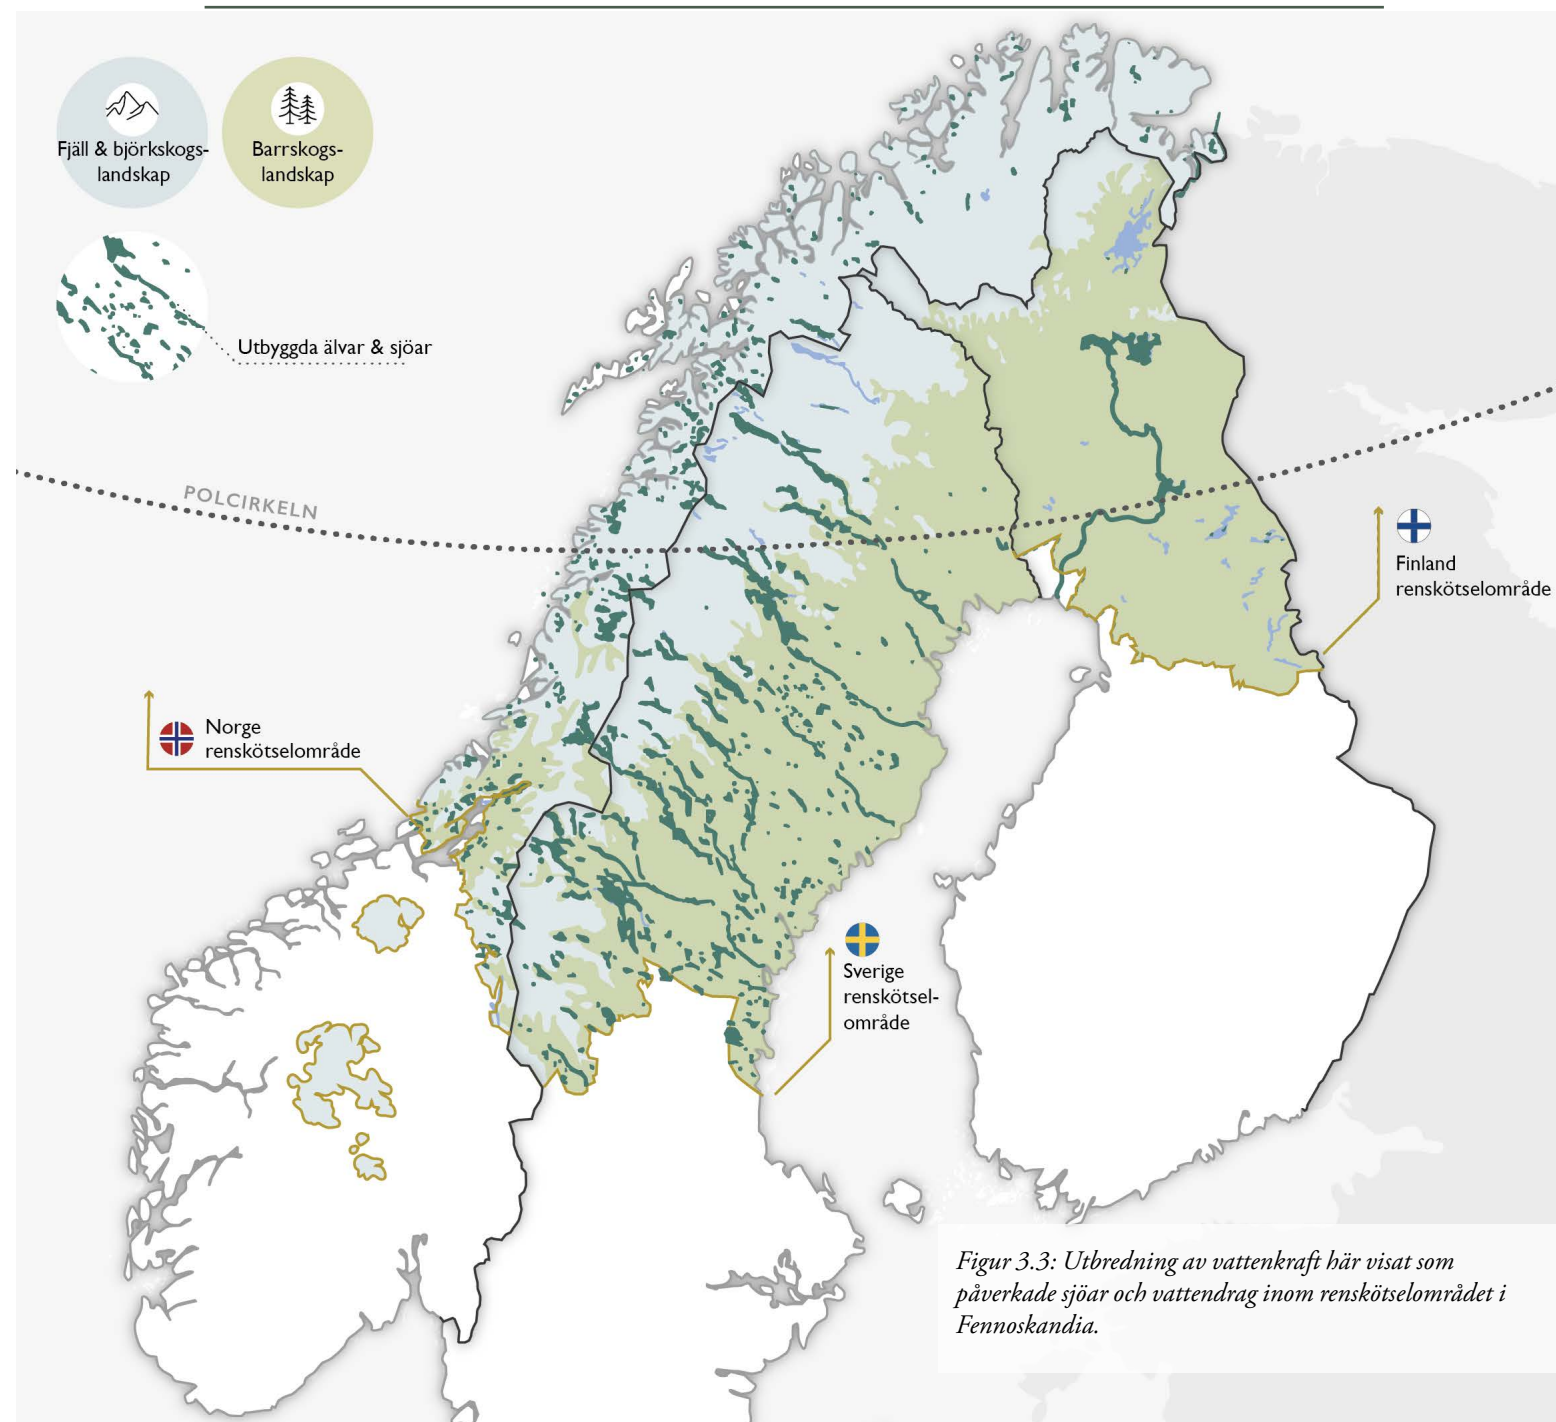 Fjäll & björkskogs-
landskap
Barrskogs-
landskap
Utbyggda älvar & sjöar
POLCIRKELN
Finland
renskötselområde
Norge
renskötselområde
Sverige
renskötsel-
område
Figur 3.3: Utbredning av vattenkraft här visat som
påverkade sjöar och vattendrag inom renskötselområdet i
Fennoskandia.